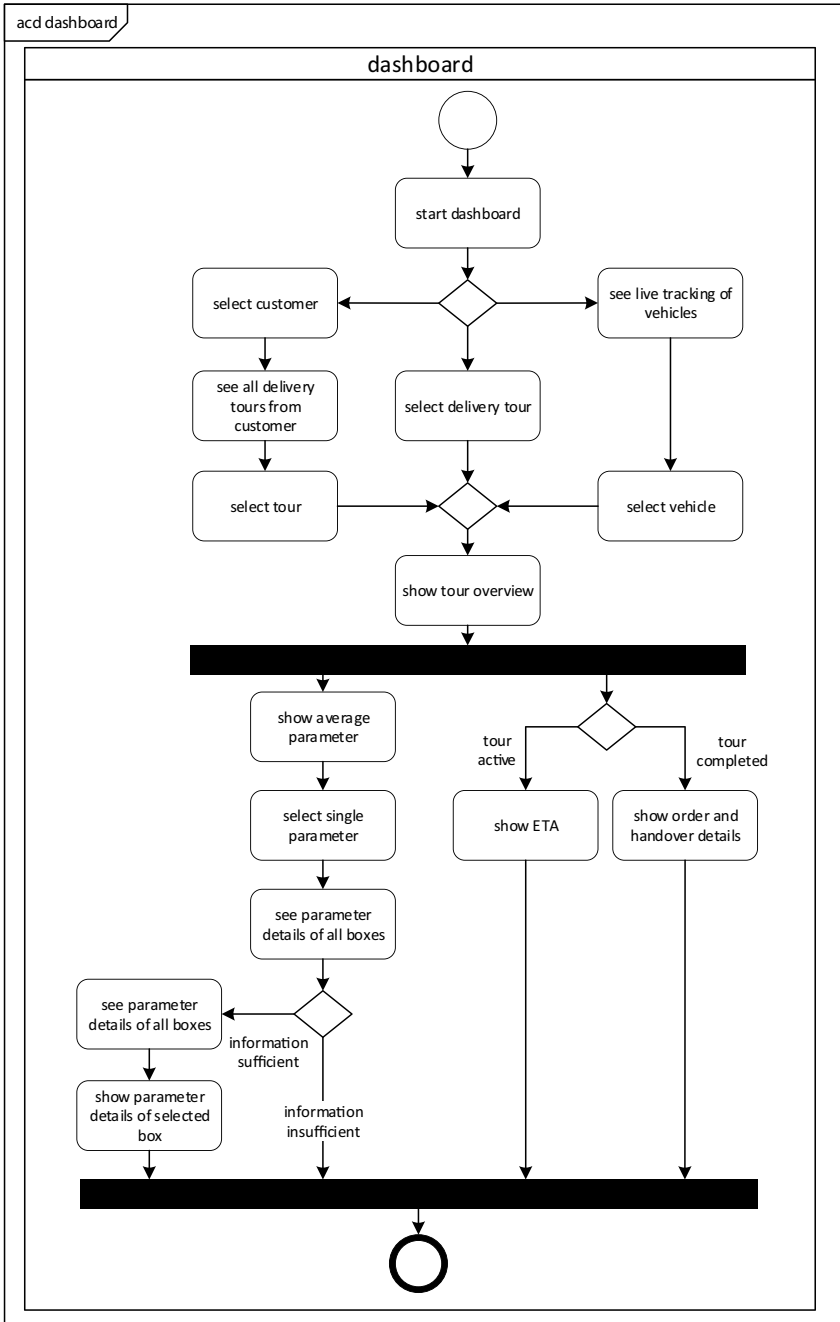 acd dashboard
dashboard
start dashboard
select customer
see live tracking of
vehicles
see all delivery
tours from
customer
select delivery tour
select tour
select vehicle
show tour overview
show average
parameter
tour
active
tour
completed
select single
parameter
show ETA
show order and
handover details
see parameter
details of all boxes
see parameter
details of all boxes
information
sufficient
show parameter
details of selected
box
information
insufficient